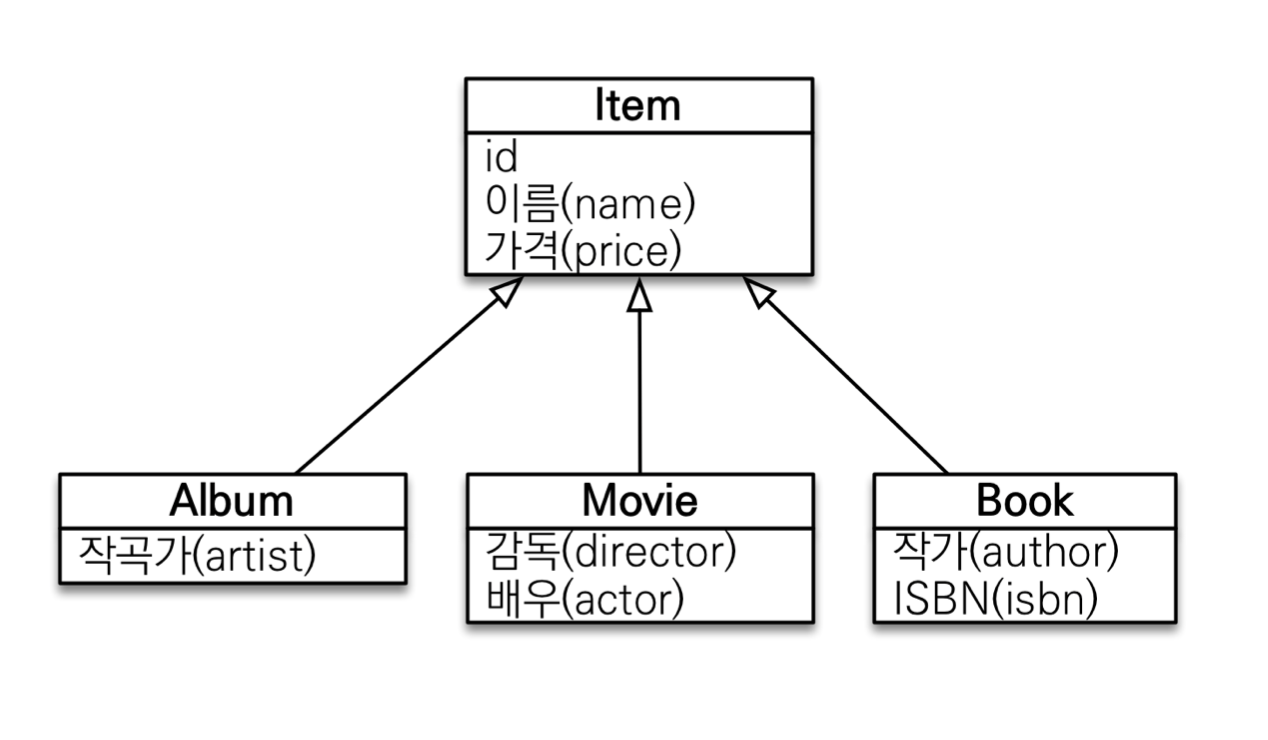 Item
id
이름(name)
가격(price)
Album
작곡가(artist)
Movie
감독(director)
배우(actor)
Book
작가(author)
ISBN(isbn)